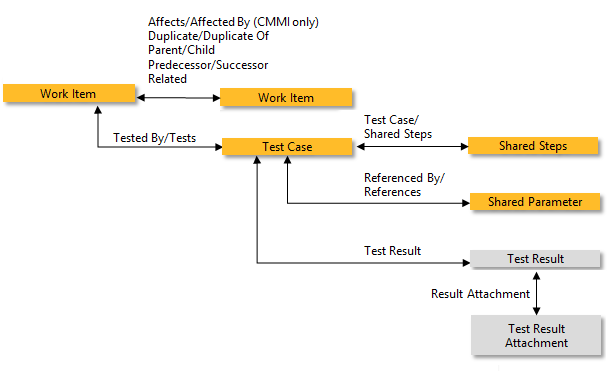 Affects/Affected By (CMMI only)
Duplicate/Duplicate Of
Parent/Child
Predecessor/Successor
Related
Work Item
Work Item
Tested By/Tests
Test Case
Test Case/
Shared Steps
Shared Steps
Referenced By/
References
Shared Parameter
Test Result
Test Result
Result Attachment
Test Result
Attachment